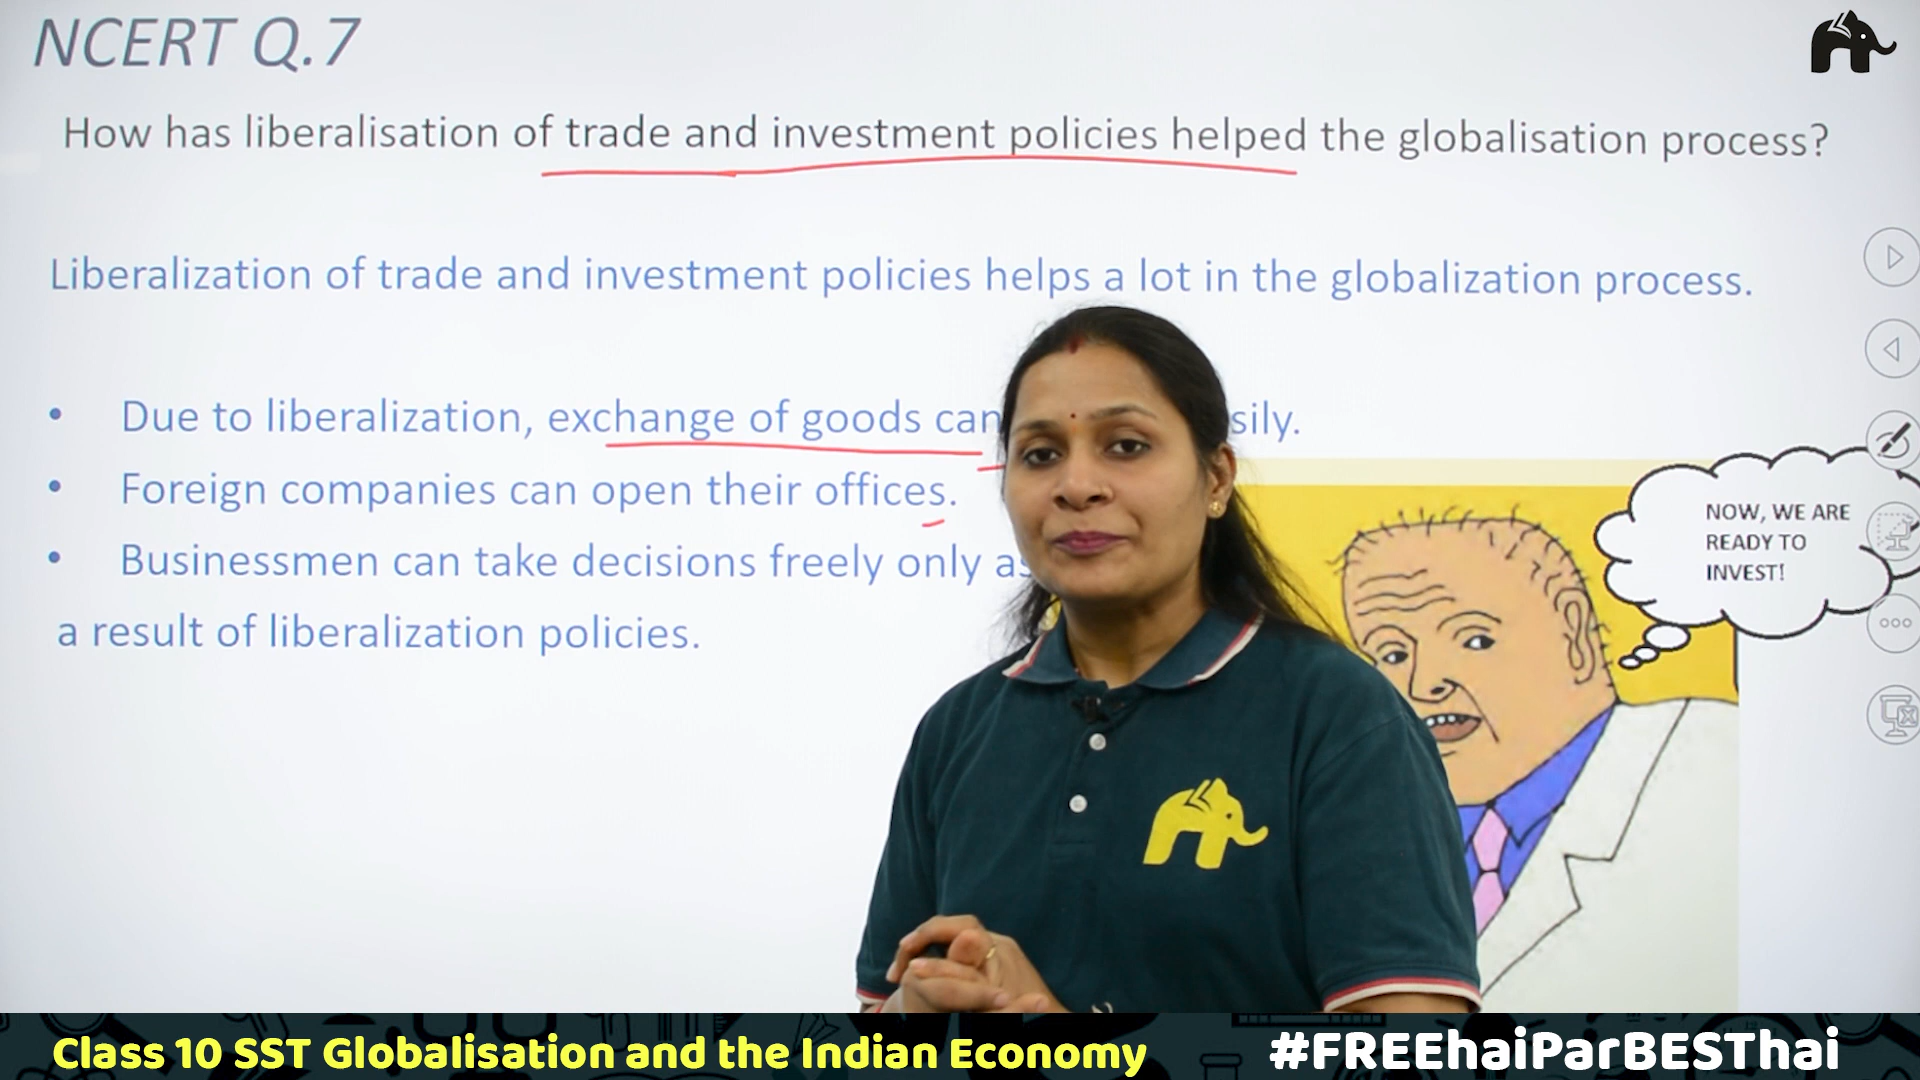 NCERT Q.7
How has liberalisation of trade and investment policies helped the globalisation process?
Liberalization of trade and investment policies helps a lot in the globalization process.
• Due to liberalization, exchange of goods can sily.
• Foreign companies can open their offices.
• Businessmen can take decisions freely only as
a result of liberalization policies.
NOW, WE ARE
READY TO
INVEST!
Class 10 SST Globalisation and the Indian Economy
#FREEhaiParBESThai